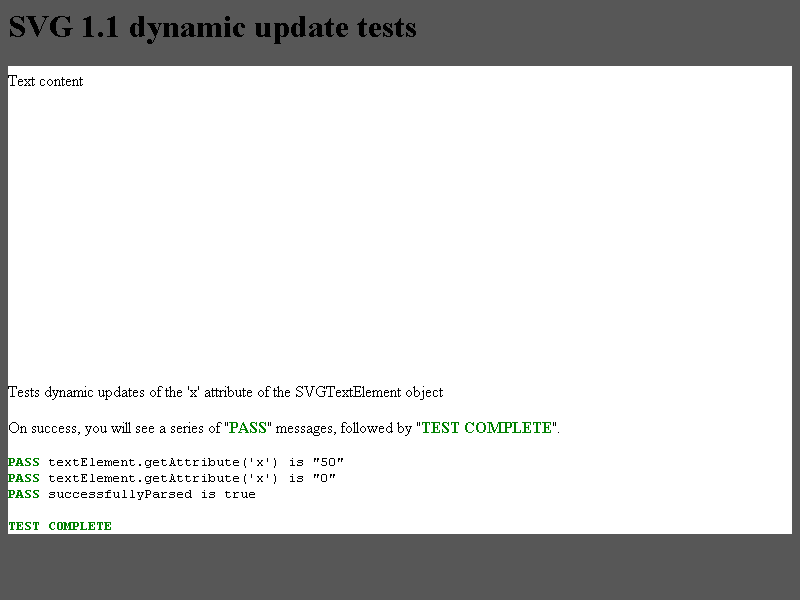 SVG 1.1 dynamic update tests
Text content
Tests dynamic updates of the 'x' attribute of the SVGTextElement object
On success, you will see a series of "PASS" messages, followed by "TEST COMPLETE".
PASS textElement.getAttribute('x') is "50"
PASS textElement.getAttribute('x') is "0"
PASS successfullyParsed is true
TEST COMPLETE